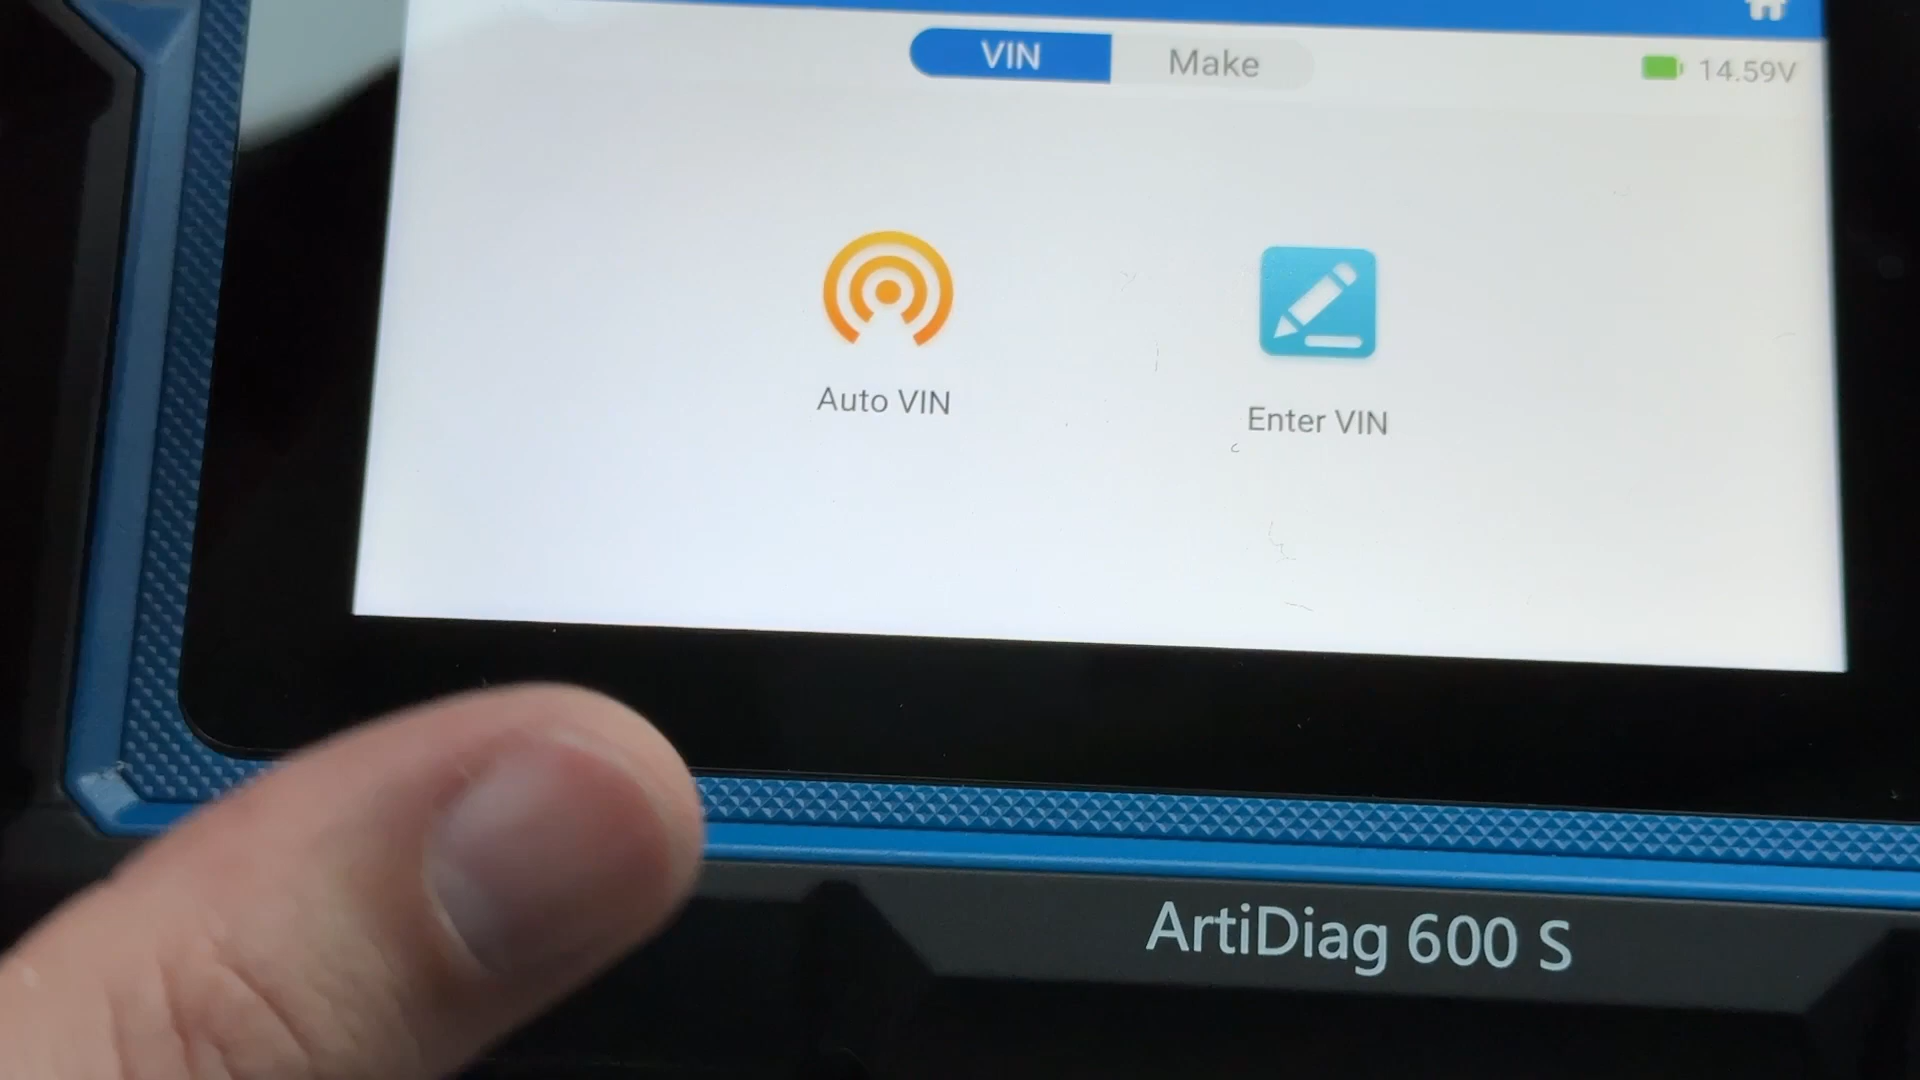 VIN
Make
14.59V
Auto VIN
Enter VIN
ArtiDiag 600 S